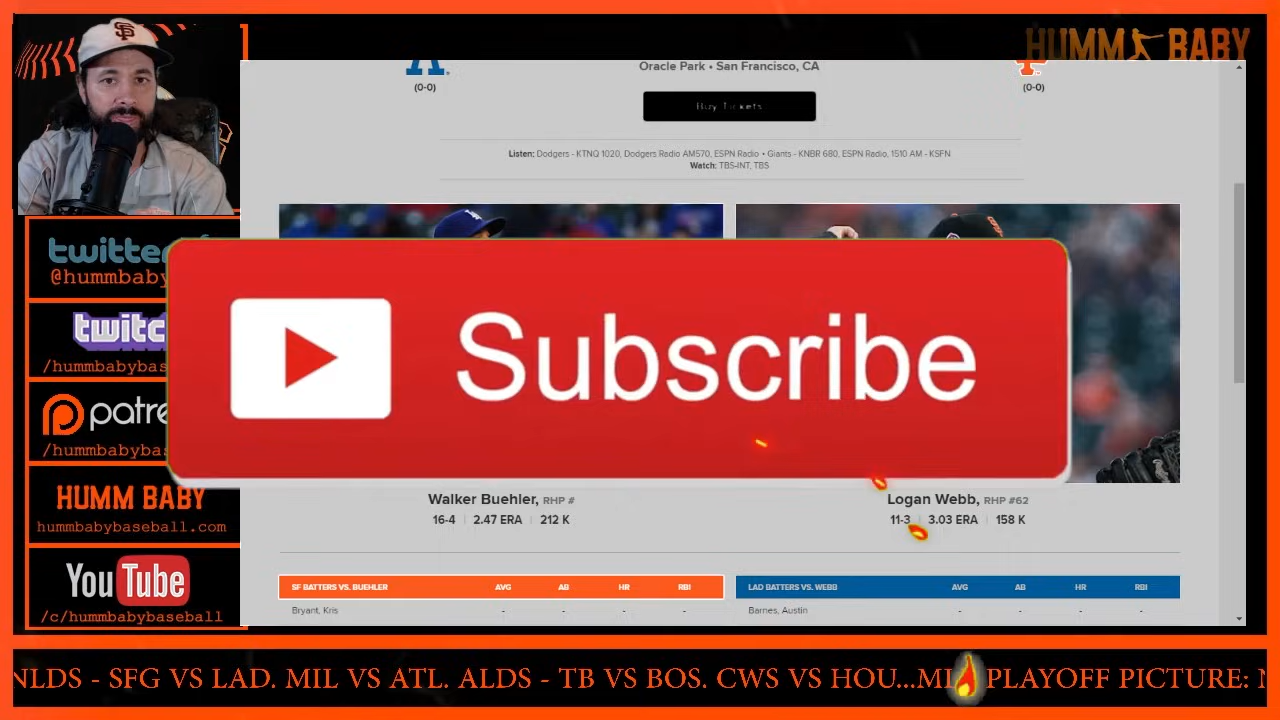 SF
HUMM BABY
Oracle Park • San Francisco, CA
(0-0)
(0-0)
Buy Tickets
Listen: Dodgers - KTNQ 1020, Dodgers Radio AM570, ESPN Radio • Giants - KNBR 680, ESPN Radio, 1510 AM - KSFN
Watch: TBS-INT, TBS
twitter
@hummbaby
twitc
/hummbabybas
patre
/hummbabybas
HUMM BABY
hummbabybaseball.com
YouTube
/c/hummbabybaseball
Subscribe
Walker Buehler, RHP #
16-4 | 2.47 ERA | 212 K
Logan Webb, RHP #62
11-3 | 3.03 ERA | 158 K
SF BATTERS VS. BUEHLER AVG AB HR RBI
Bryant, Kris - - - -
LAD BATTERS VS. WEBB AVG AB HR RBI
Barnes, Austin - - - -
NLDS - SFG VS LAD. MIL VS ATL. ALDS - TB VS BOS. CWS VS HOU...MI PLAYOFF PICTURE: N